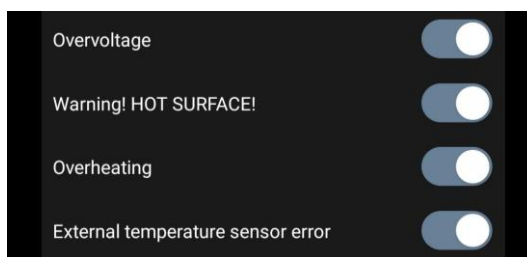 Overvoltage
Warning! HOT SURFACE!
Overheating
External temperature sensor error